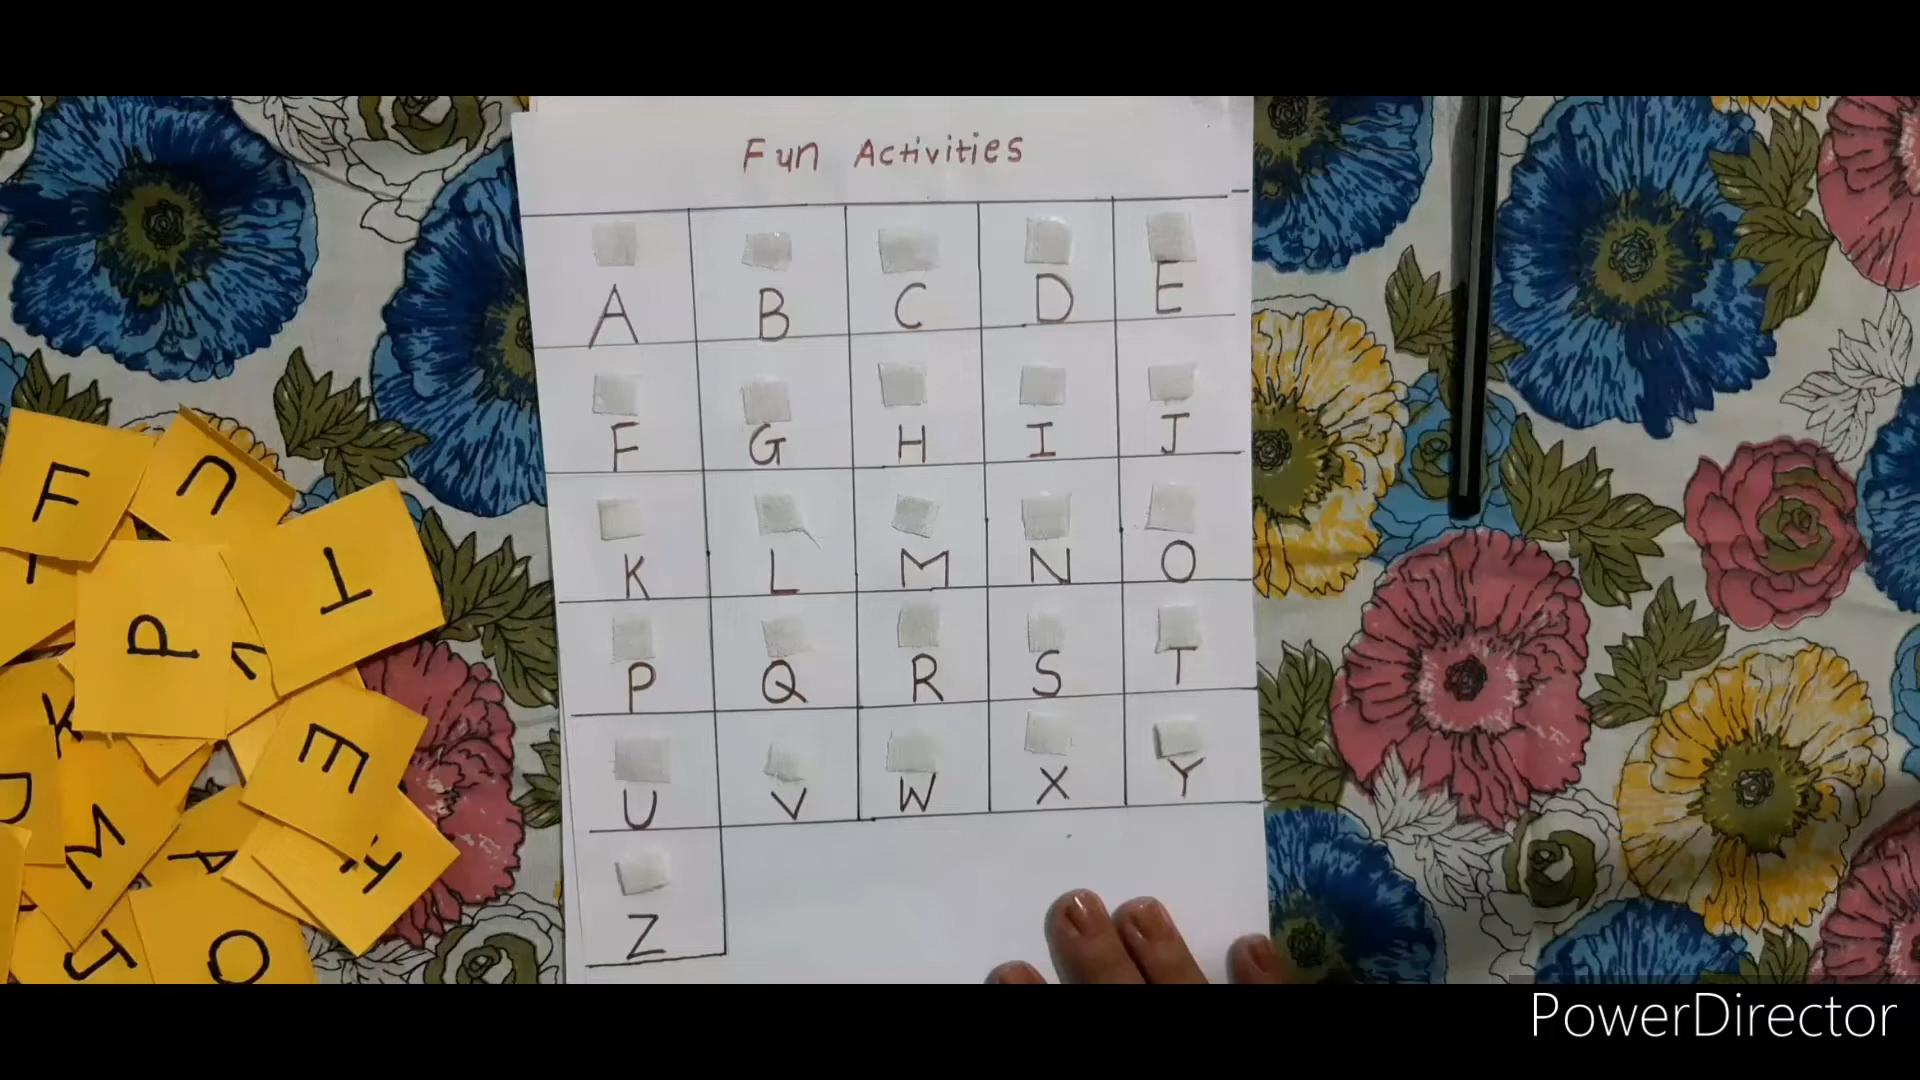 Fun Activities
A B C D E
F G H I J
K L M N O
P Q R S T
U V W X Y
Z
F
U
T
P
V
K
E
D
M
A
H
J
O
PowerDirector